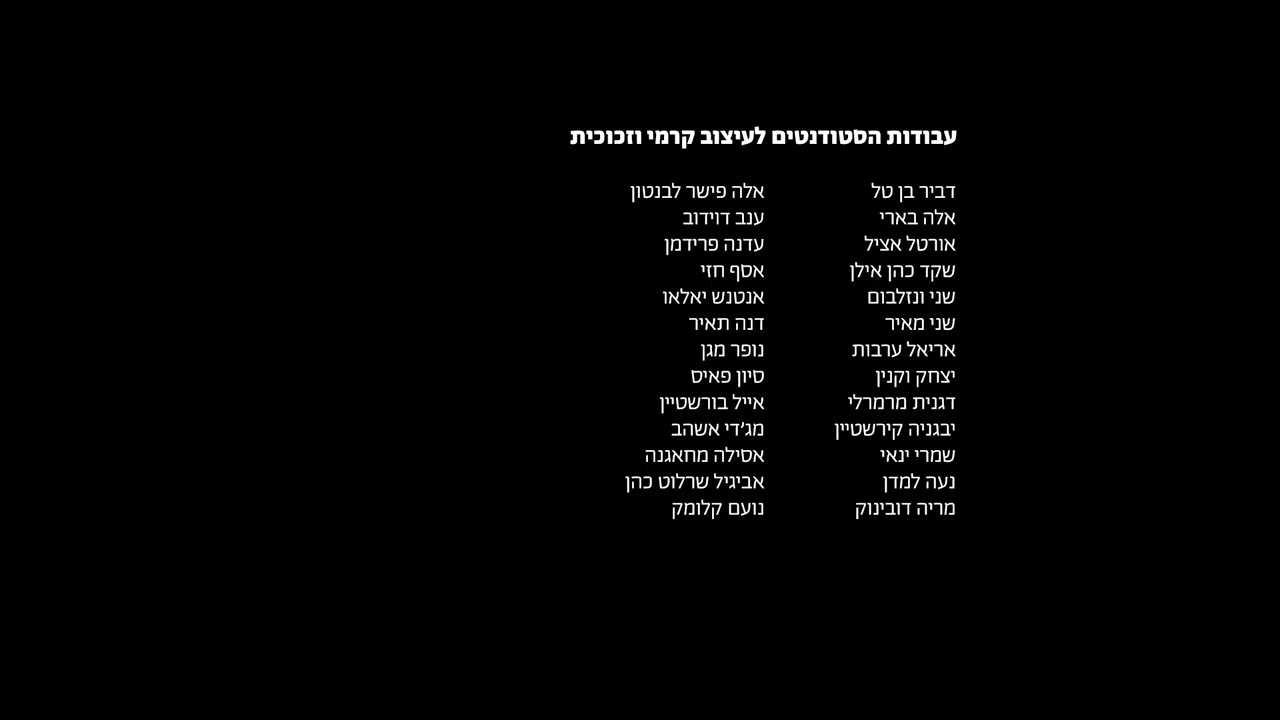 עבודות הסטודנטים לעיצוב קרמי וזכוכית
דביר בן טל
אלה בארי
אורטל אציל
שקד כהן אילן
שני ונזלבום
שני מאיר
אריאל ערבות
יצחק וקנין
דגנית מרמרלי
יבגניה קירשטיין
שמרי ינאי
נעה למדן
מריה דובינוק
אלה פישר לבנטון
ענב דוידוב
עדנה פרידמן
אסף חזי
אנטנש יאלאו
דנה תאיר
נופר מגן
סיון פאיס
אייל בורשטיין
מג'די אשהב
אסילה מחאגנה
אביגיל שרלוט כהן
נועם קלומק